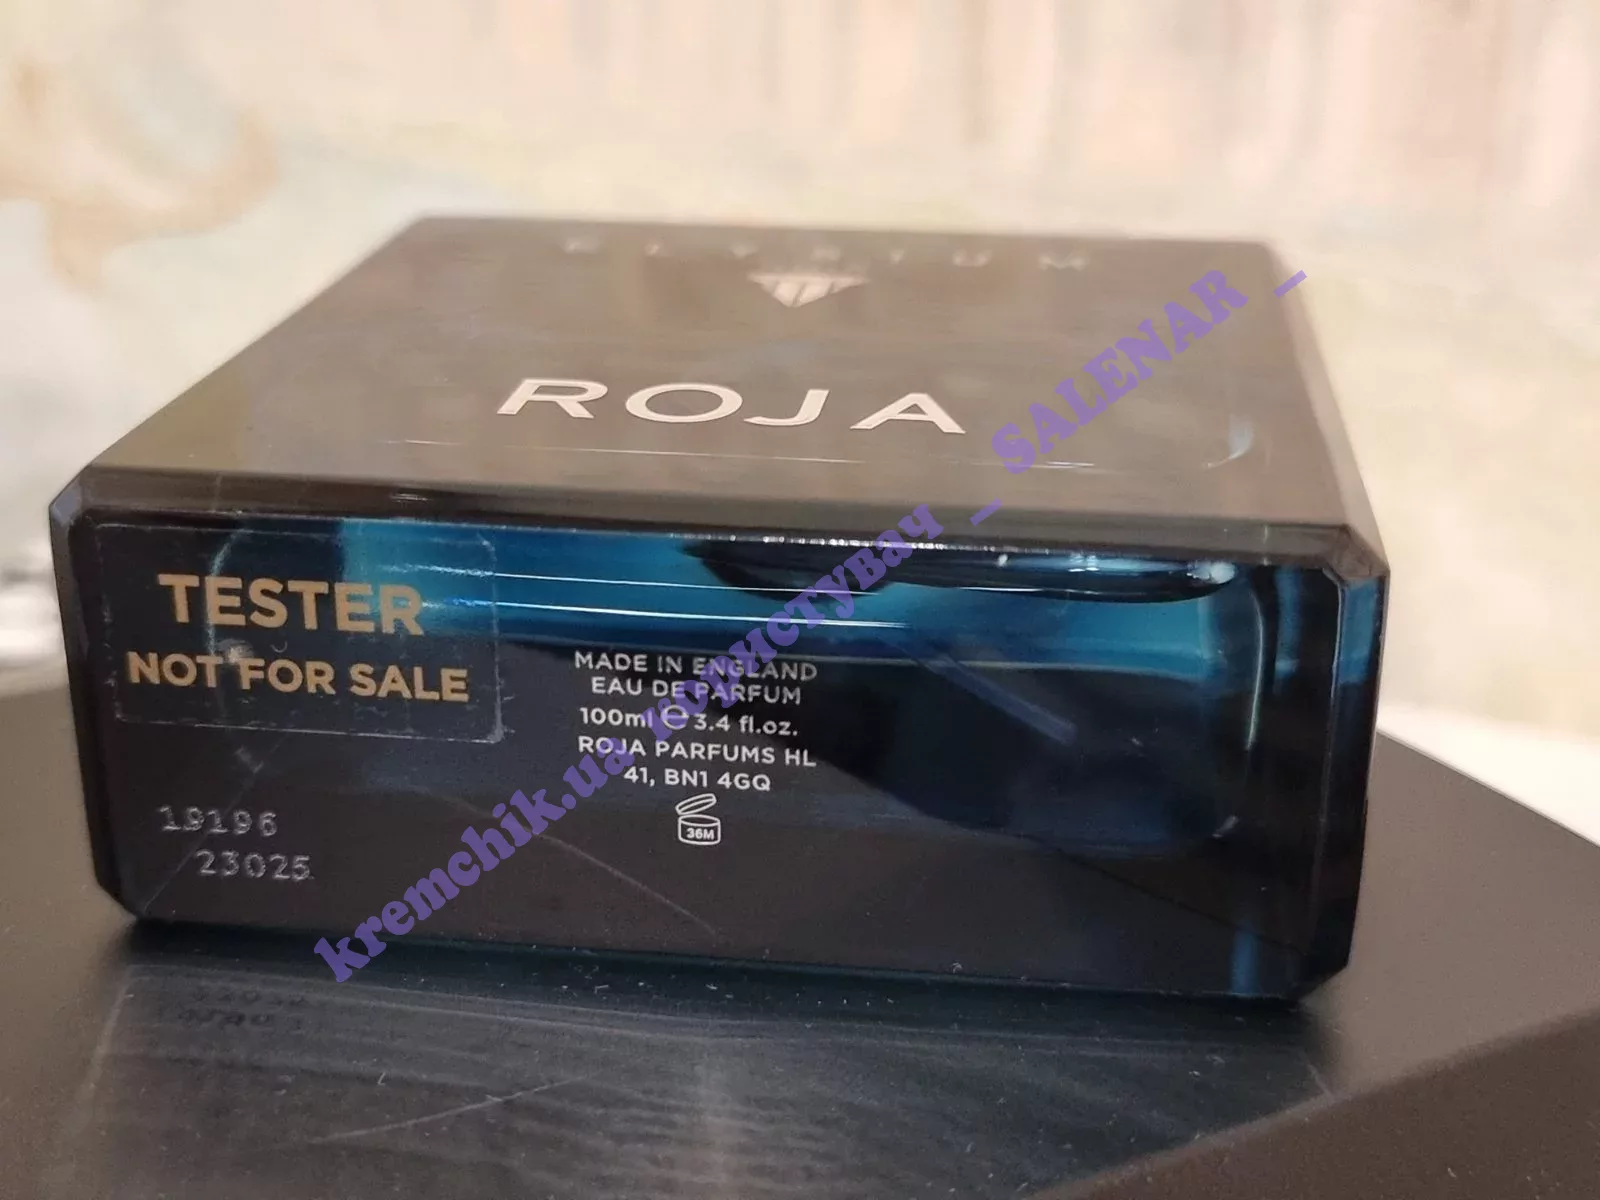 ELYSIUM
ROJA
TESTER
NOT FOR SALE
MADE IN ENGLAND
EAU DE PARFUM
100ml ℮ 3.4 fl.oz.
ROJA PARFUMS HL
41, BN1 4GQ
36M
19196
23025
kremchik.ua користувач _ SALENAR _